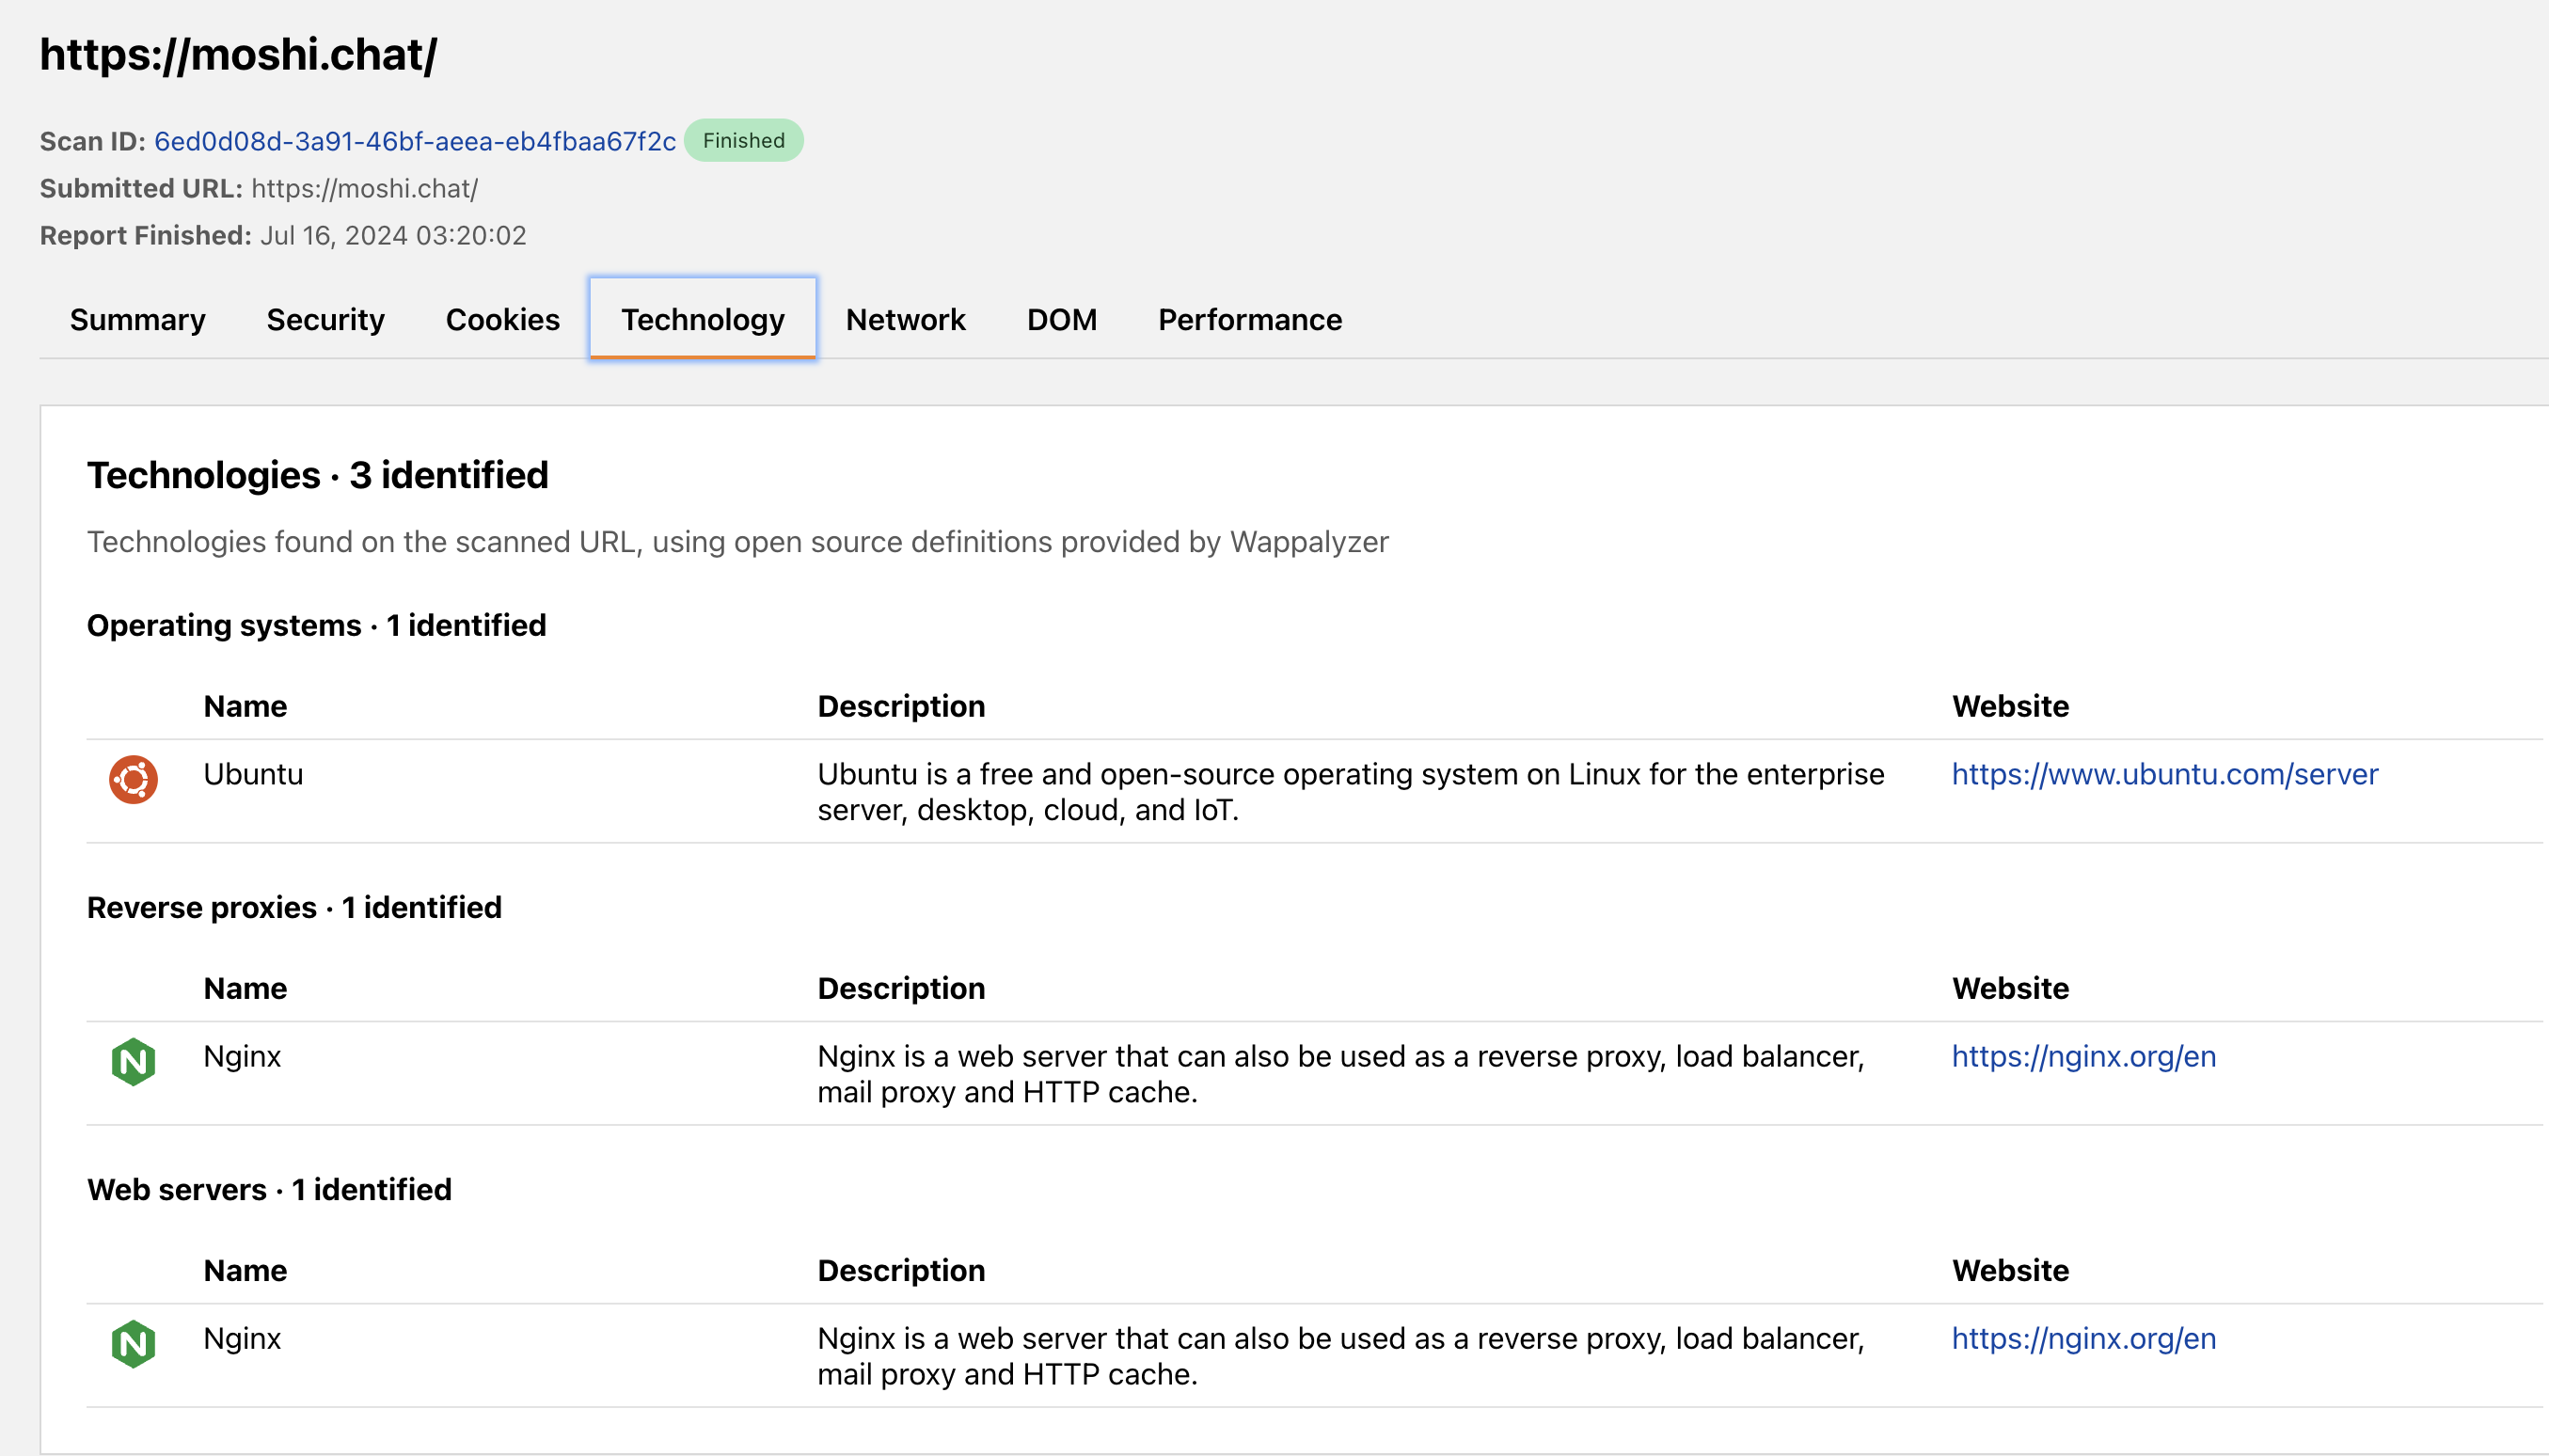 https://moshi.chat/
Scan ID: 6ed0d08d-3a91-46bf-aeea-eb4fbaa67f2c Finished
Submitted URL: https://moshi.chat/
Report Finished: Jul 16, 2024 03:20:02
Summary Security Cookies Technology Network DOM Performance
Technologies · 3 identified
Technologies found on the scanned URL, using open source definitions provided by Wappalyzer
Operating systems · 1 identified
Name Description Website
Ubuntu Ubuntu is a free and open-source operating system on Linux for the enterprise https://www.ubuntu.com/server
server, desktop, cloud, and IoT.
Reverse proxies · 1 identified
Name Description Website
Nginx Nginx is a web server that can also be used as a reverse proxy, load balancer, https://nginx.org/en
mail proxy and HTTP cache.
Web servers · 1 identified
Name Description Website
Nginx Nginx is a web server that can also be used as a reverse proxy, load balancer, https://nginx.org/en
mail proxy and HTTP cache.